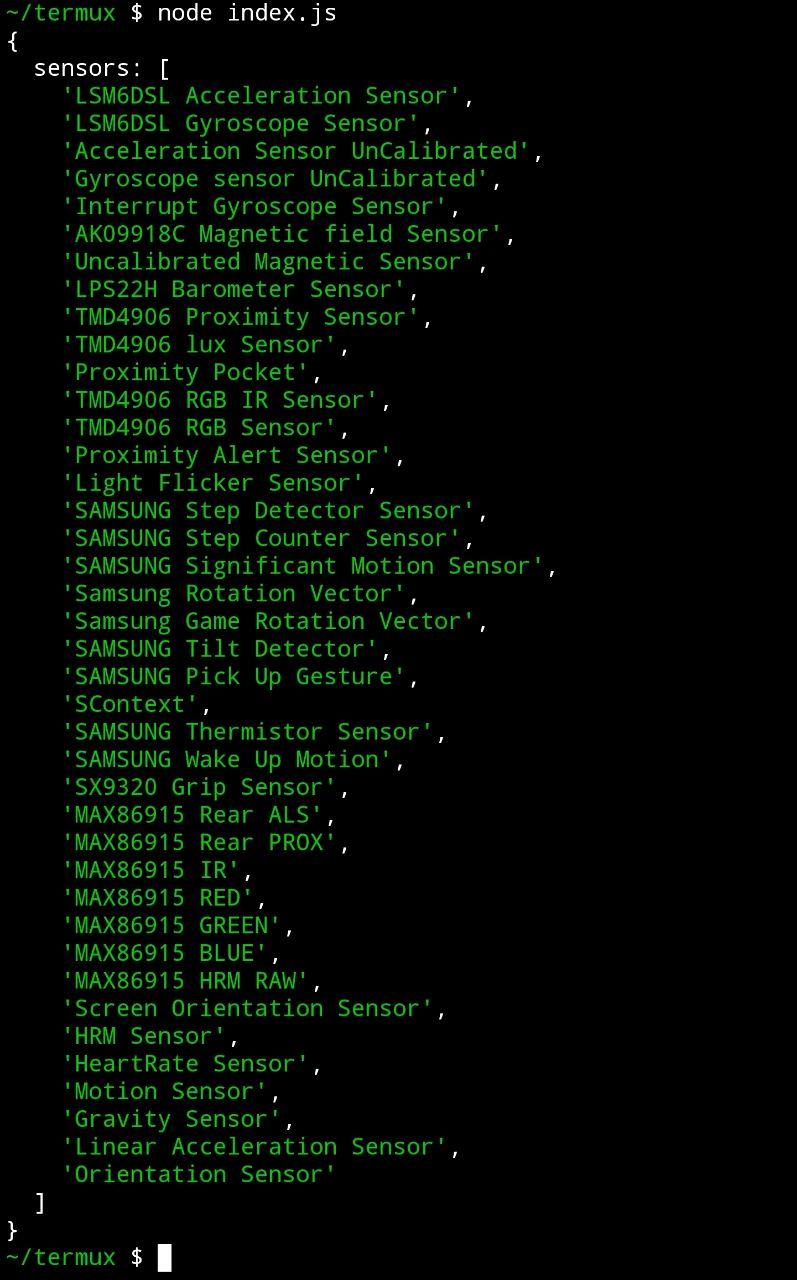 ~/termux $ node index.js
{
  sensors: [
    'LSM6DSL Acceleration Sensor',
    'LSM6DSL Gyroscope Sensor',
    'Acceleration Sensor UnCalibrated',
    'Gyroscope sensor UnCalibrated',
    'Interrupt Gyroscope Sensor',
    'AK09918C Magnetic field Sensor',
    'Uncalibrated Magnetic Sensor',
    'LPS22H Barometer Sensor',
    'TMD4906 Proximity Sensor',
    'TMD4906 lux Sensor',
    'Proximity Pocket',
    'TMD4906 RGB IR Sensor',
    'TMD4906 RGB Sensor',
    'Proximity Alert Sensor',
    'Light Flicker Sensor',
    'SAMSUNG Step Detector Sensor',
    'SAMSUNG Step Counter Sensor',
    'SAMSUNG Significant Motion Sensor',
    'Samsung Rotation Vector',
    'Samsung Game Rotation Vector',
    'SAMSUNG Tilt Detector',
    'SAMSUNG Pick Up Gesture',
    'SContext',
    'SAMSUNG Thermistor Sensor',
    'SAMSUNG Wake Up Motion',
    'SX9320 Grip Sensor',
    'MAX86915 Rear ALS',
    'MAX86915 Rear PROX',
    'MAX86915 IR',
    'MAX86915 RED',
    'MAX86915 GREEN',
    'MAX86915 BLUE',
    'MAX86915 HRM RAW',
    'Screen Orientation Sensor',
    'HRM Sensor',
    'HeartRate Sensor',
    'Motion Sensor',
    'Gravity Sensor',
    'Linear Acceleration Sensor',
    'Orientation Sensor'
  ]
}
~/termux $